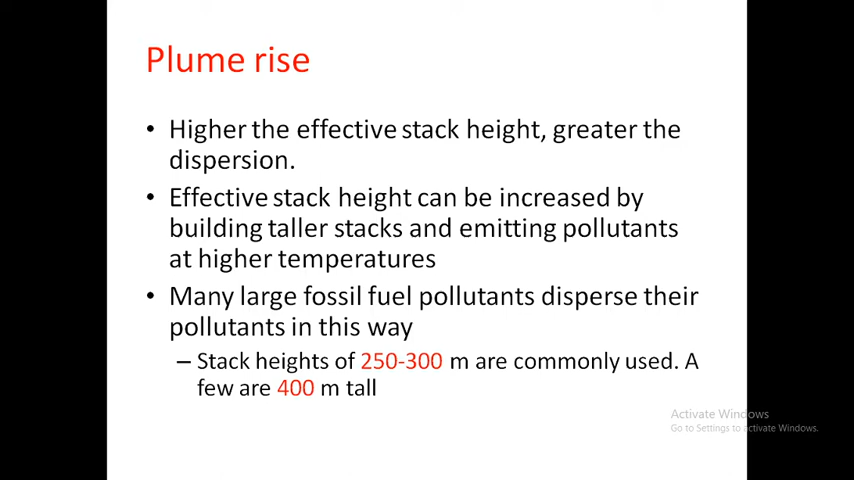 Plume rise
• Higher the effective stack height, greater the
dispersion.
• Effective stack height can be increased by
building taller stacks and emitting pollutants
at higher temperatures
• Many large fossil fuel pollutants disperse their
pollutants in this way
– Stack heights of 250-300 m are commonly used. A
few are 400 m tall
Activate Windows
Go to Settings to activate Windows.